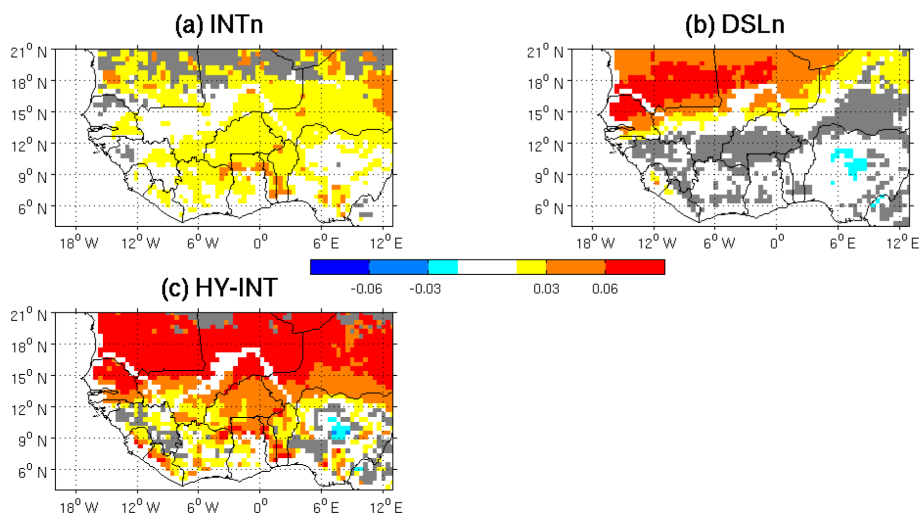 (a) INTn
(b) DSLn
21° N
18° N
15° N
12° N
9° N
6° N
18° W
12° W
6° W
0°
6° E
12° E
21° N
18° N
15° N
12° N
9° N
6° N
18° W
12° W
6° W
0°
6° E
12° E
-0.06
-0.03
0.03
0.06
(c) HY-INT
21° N
18° N
15° N
12° N
9° N
6° N
18° W
12° W
6° W
0°
6° E
12° E